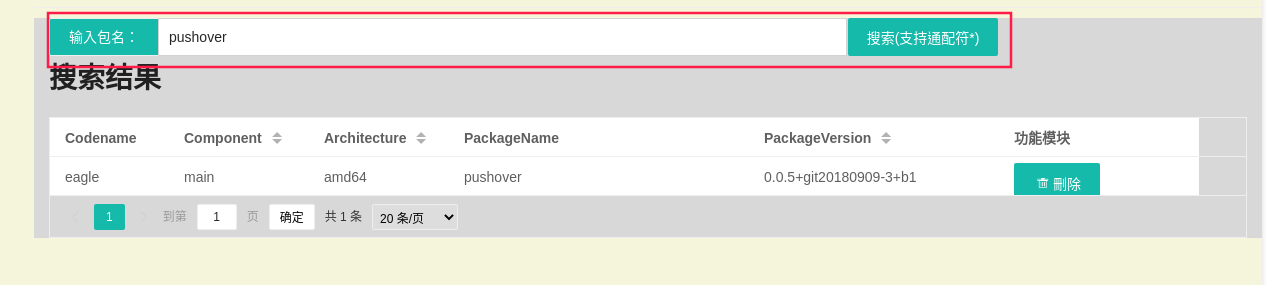 输入包名： pushover 搜索(支持通配符*)
搜索结果
Codename Component Architecture PackageName PackageVersion 功能模块
eagle main amd64 pushover 0.0.5+git20180909-3+b1 刪除
1 到第 1 页 确定 共 1 条 20 条/页